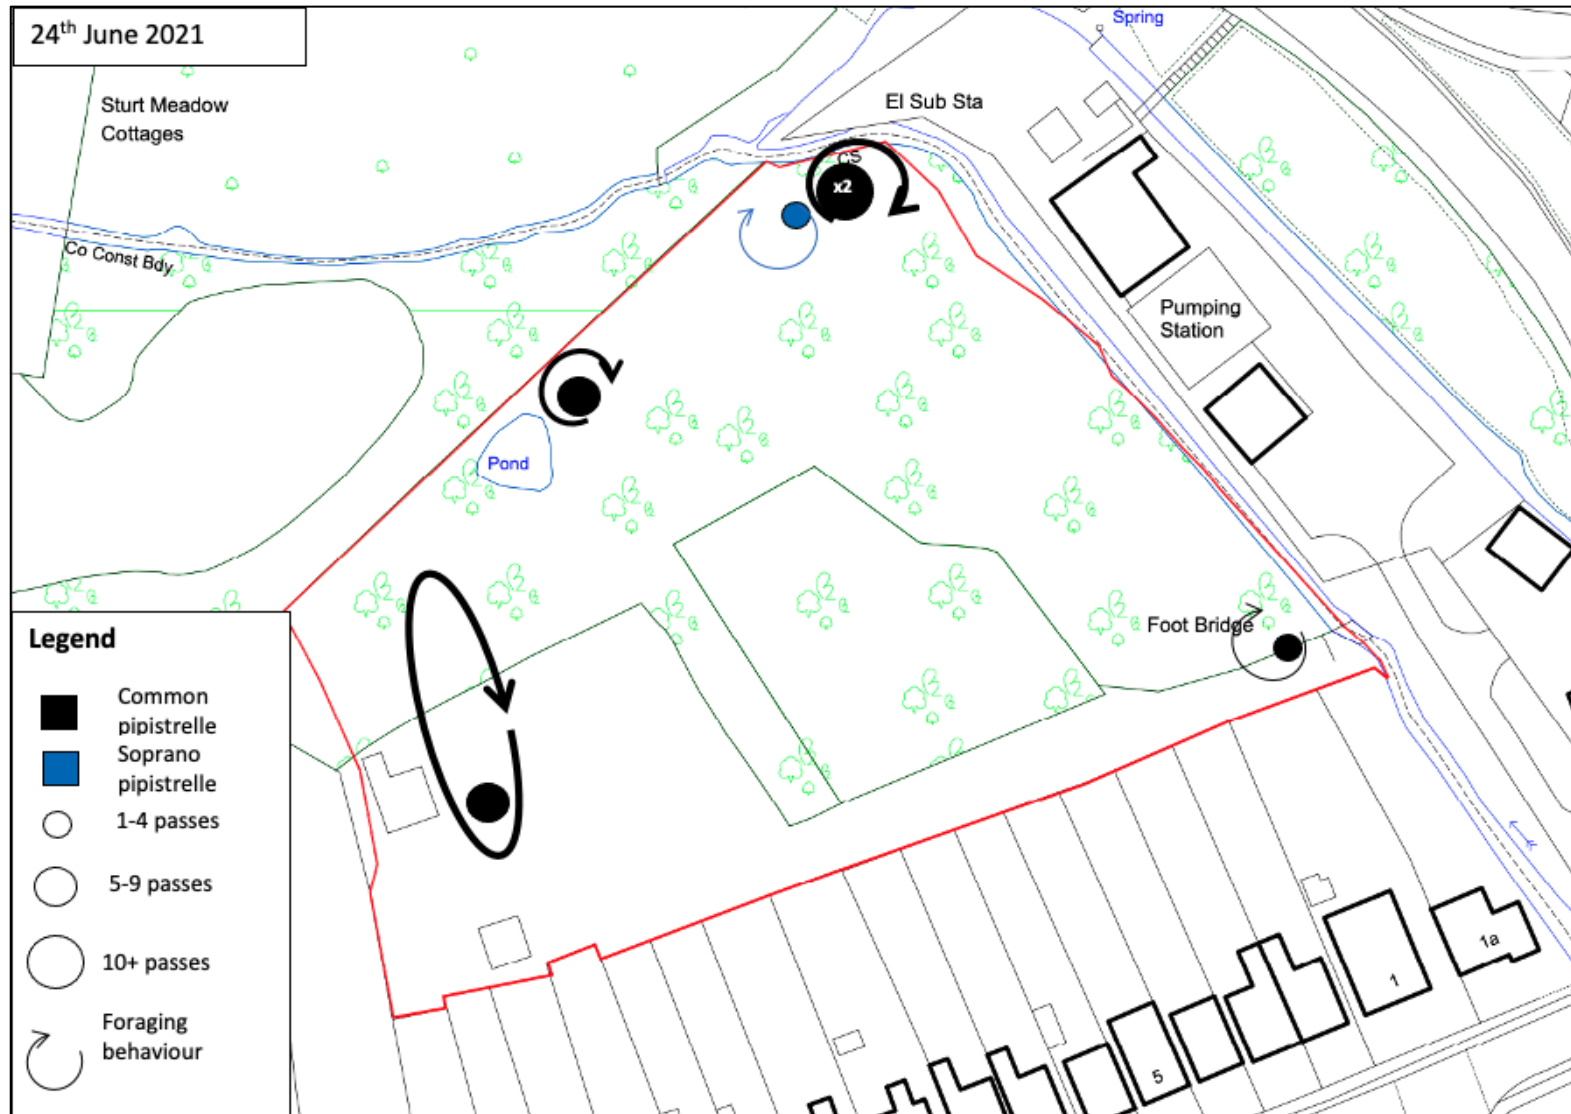 24th June 2021
Spring
Sturt Meadow
Cottages
El Sub Sta
CS
x2
Co Const Bdy
Pumping
Station
Pond
Foot Bridge
Legend
Common
pipistrelle
Soprano
pipistrelle
1-4 passes
5-9 passes
10+ passes
Foraging
behaviour
1a
1
5